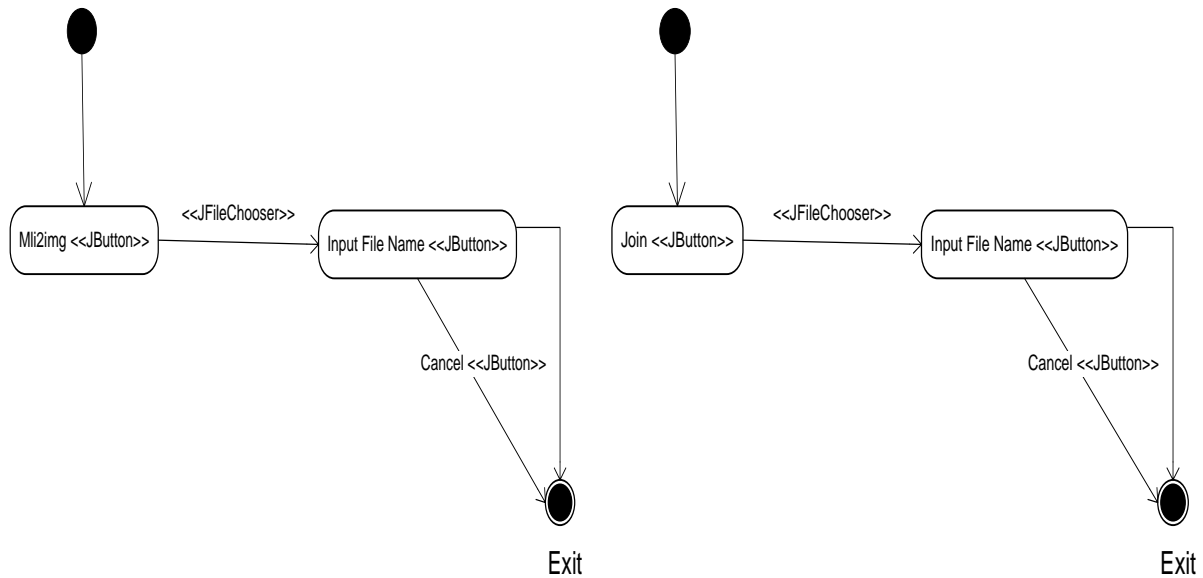 <<JFileChooser>>
Mli2img <<JButton>>
Input File Name <<JButton>>
Cancel <<JButton>>
Exit
<<JFileChooser>>
Join <<JButton>>
Input File Name <<JButton>>
Cancel <<JButton>>
Exit